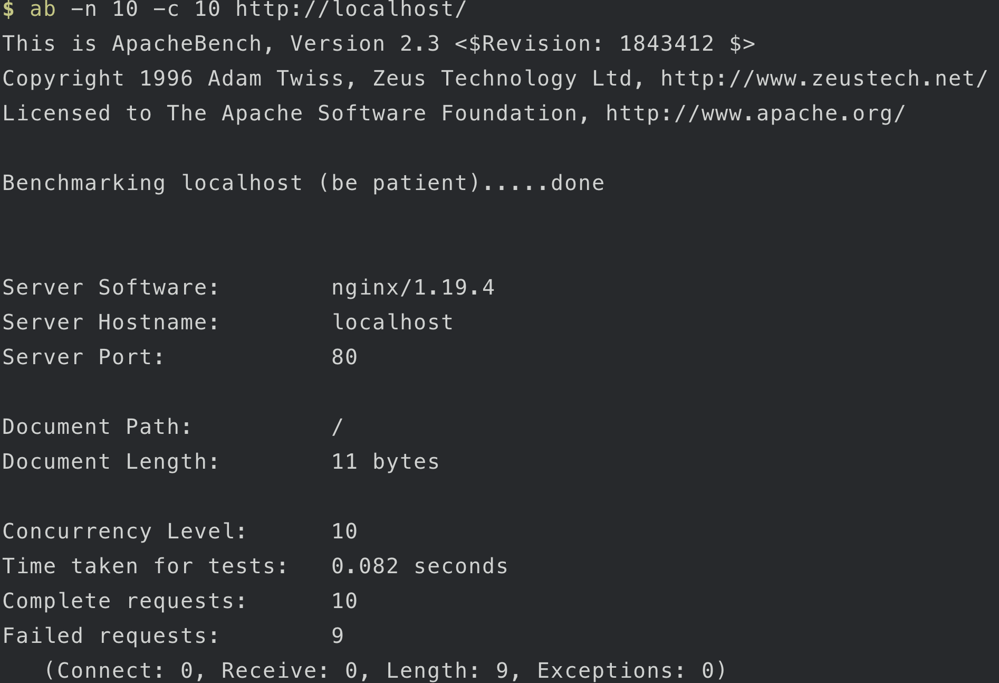 $ ab -n 10 -c 10 http://localhost/
This is ApacheBench, Version 2.3 <$Revision: 1843412 $>
Copyright 1996 Adam Twiss, Zeus Technology Ltd, http://www.zeustech.net/
Licensed to The Apache Software Foundation, http://www.apache.org/
Benchmarking localhost (be patient).....done
Server Software:        nginx/1.19.4
Server Hostname:        localhost
Server Port:            80
Document Path:          /
Document Length:        11 bytes
Concurrency Level:      10
Time taken for tests:   0.082 seconds
Complete requests:      10
Failed requests:        9
   (Connect: 0, Receive: 0, Length: 9, Exceptions: 0)